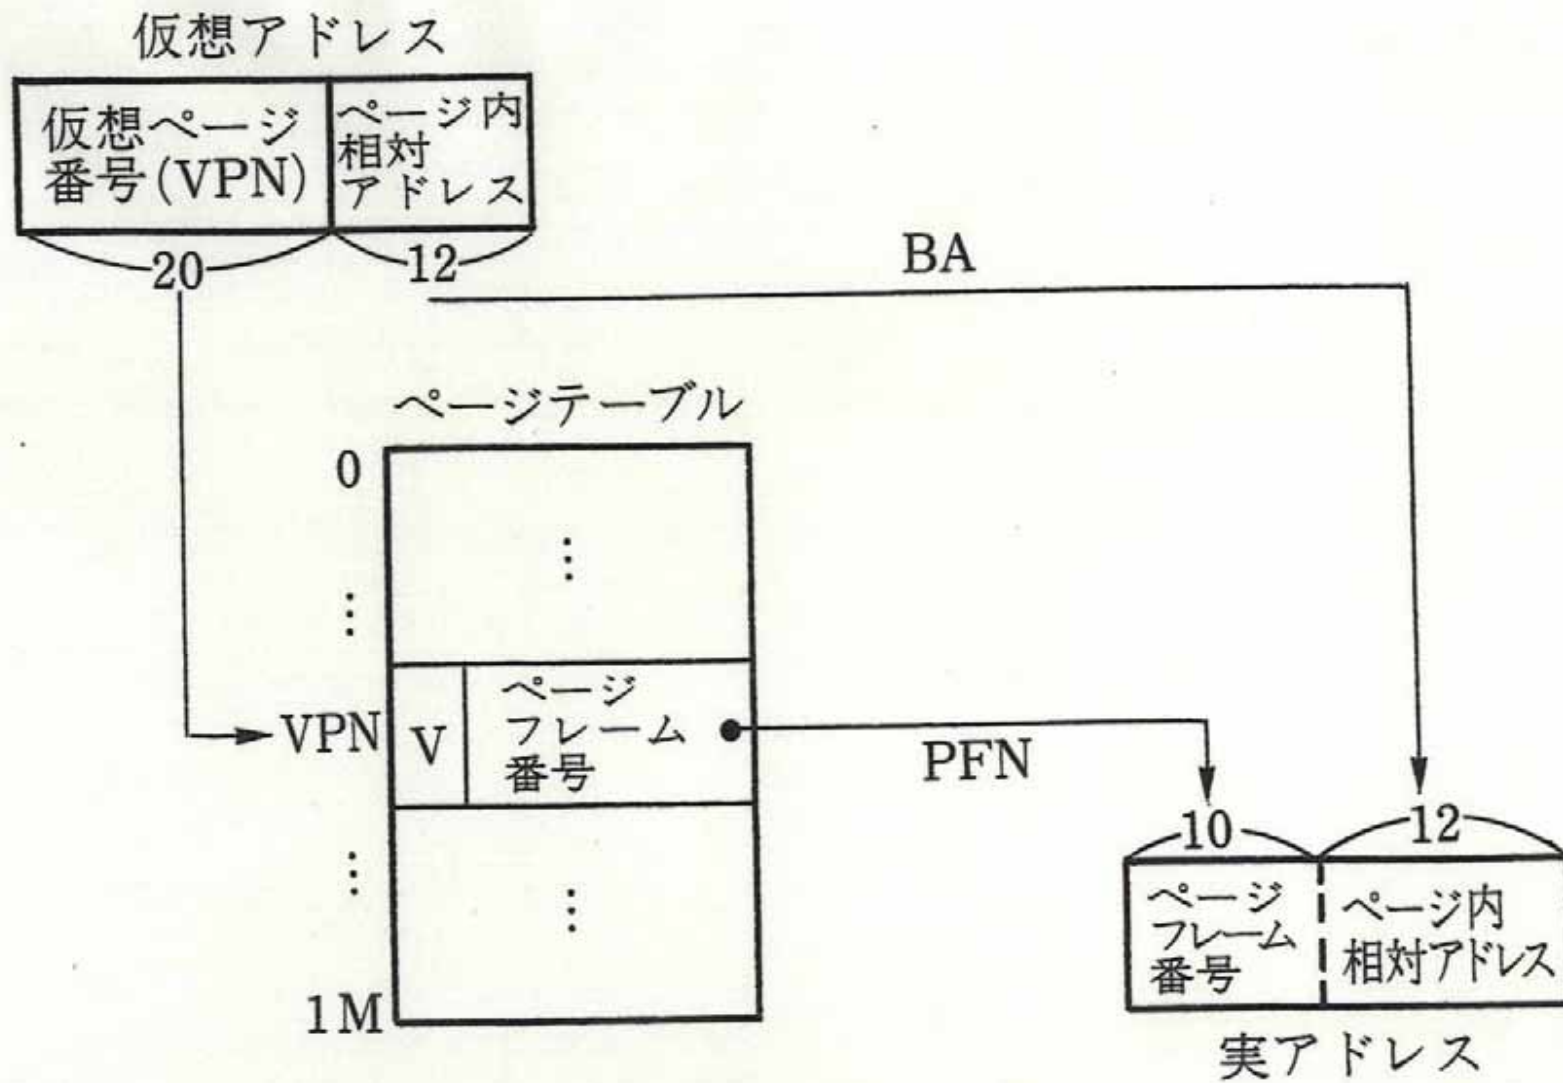 仮想アドレス
仮想ページ
番号(VPN)
ページ内
相対
アドレス
20
12
BA
ページテーブル
0
⋮
⋮
VPN
V
ページ
フレーム
番号
PFN
⋮
⋮
1M
10
12
ページ
フレーム
番号
ページ内
相対アドレス
実アドレス